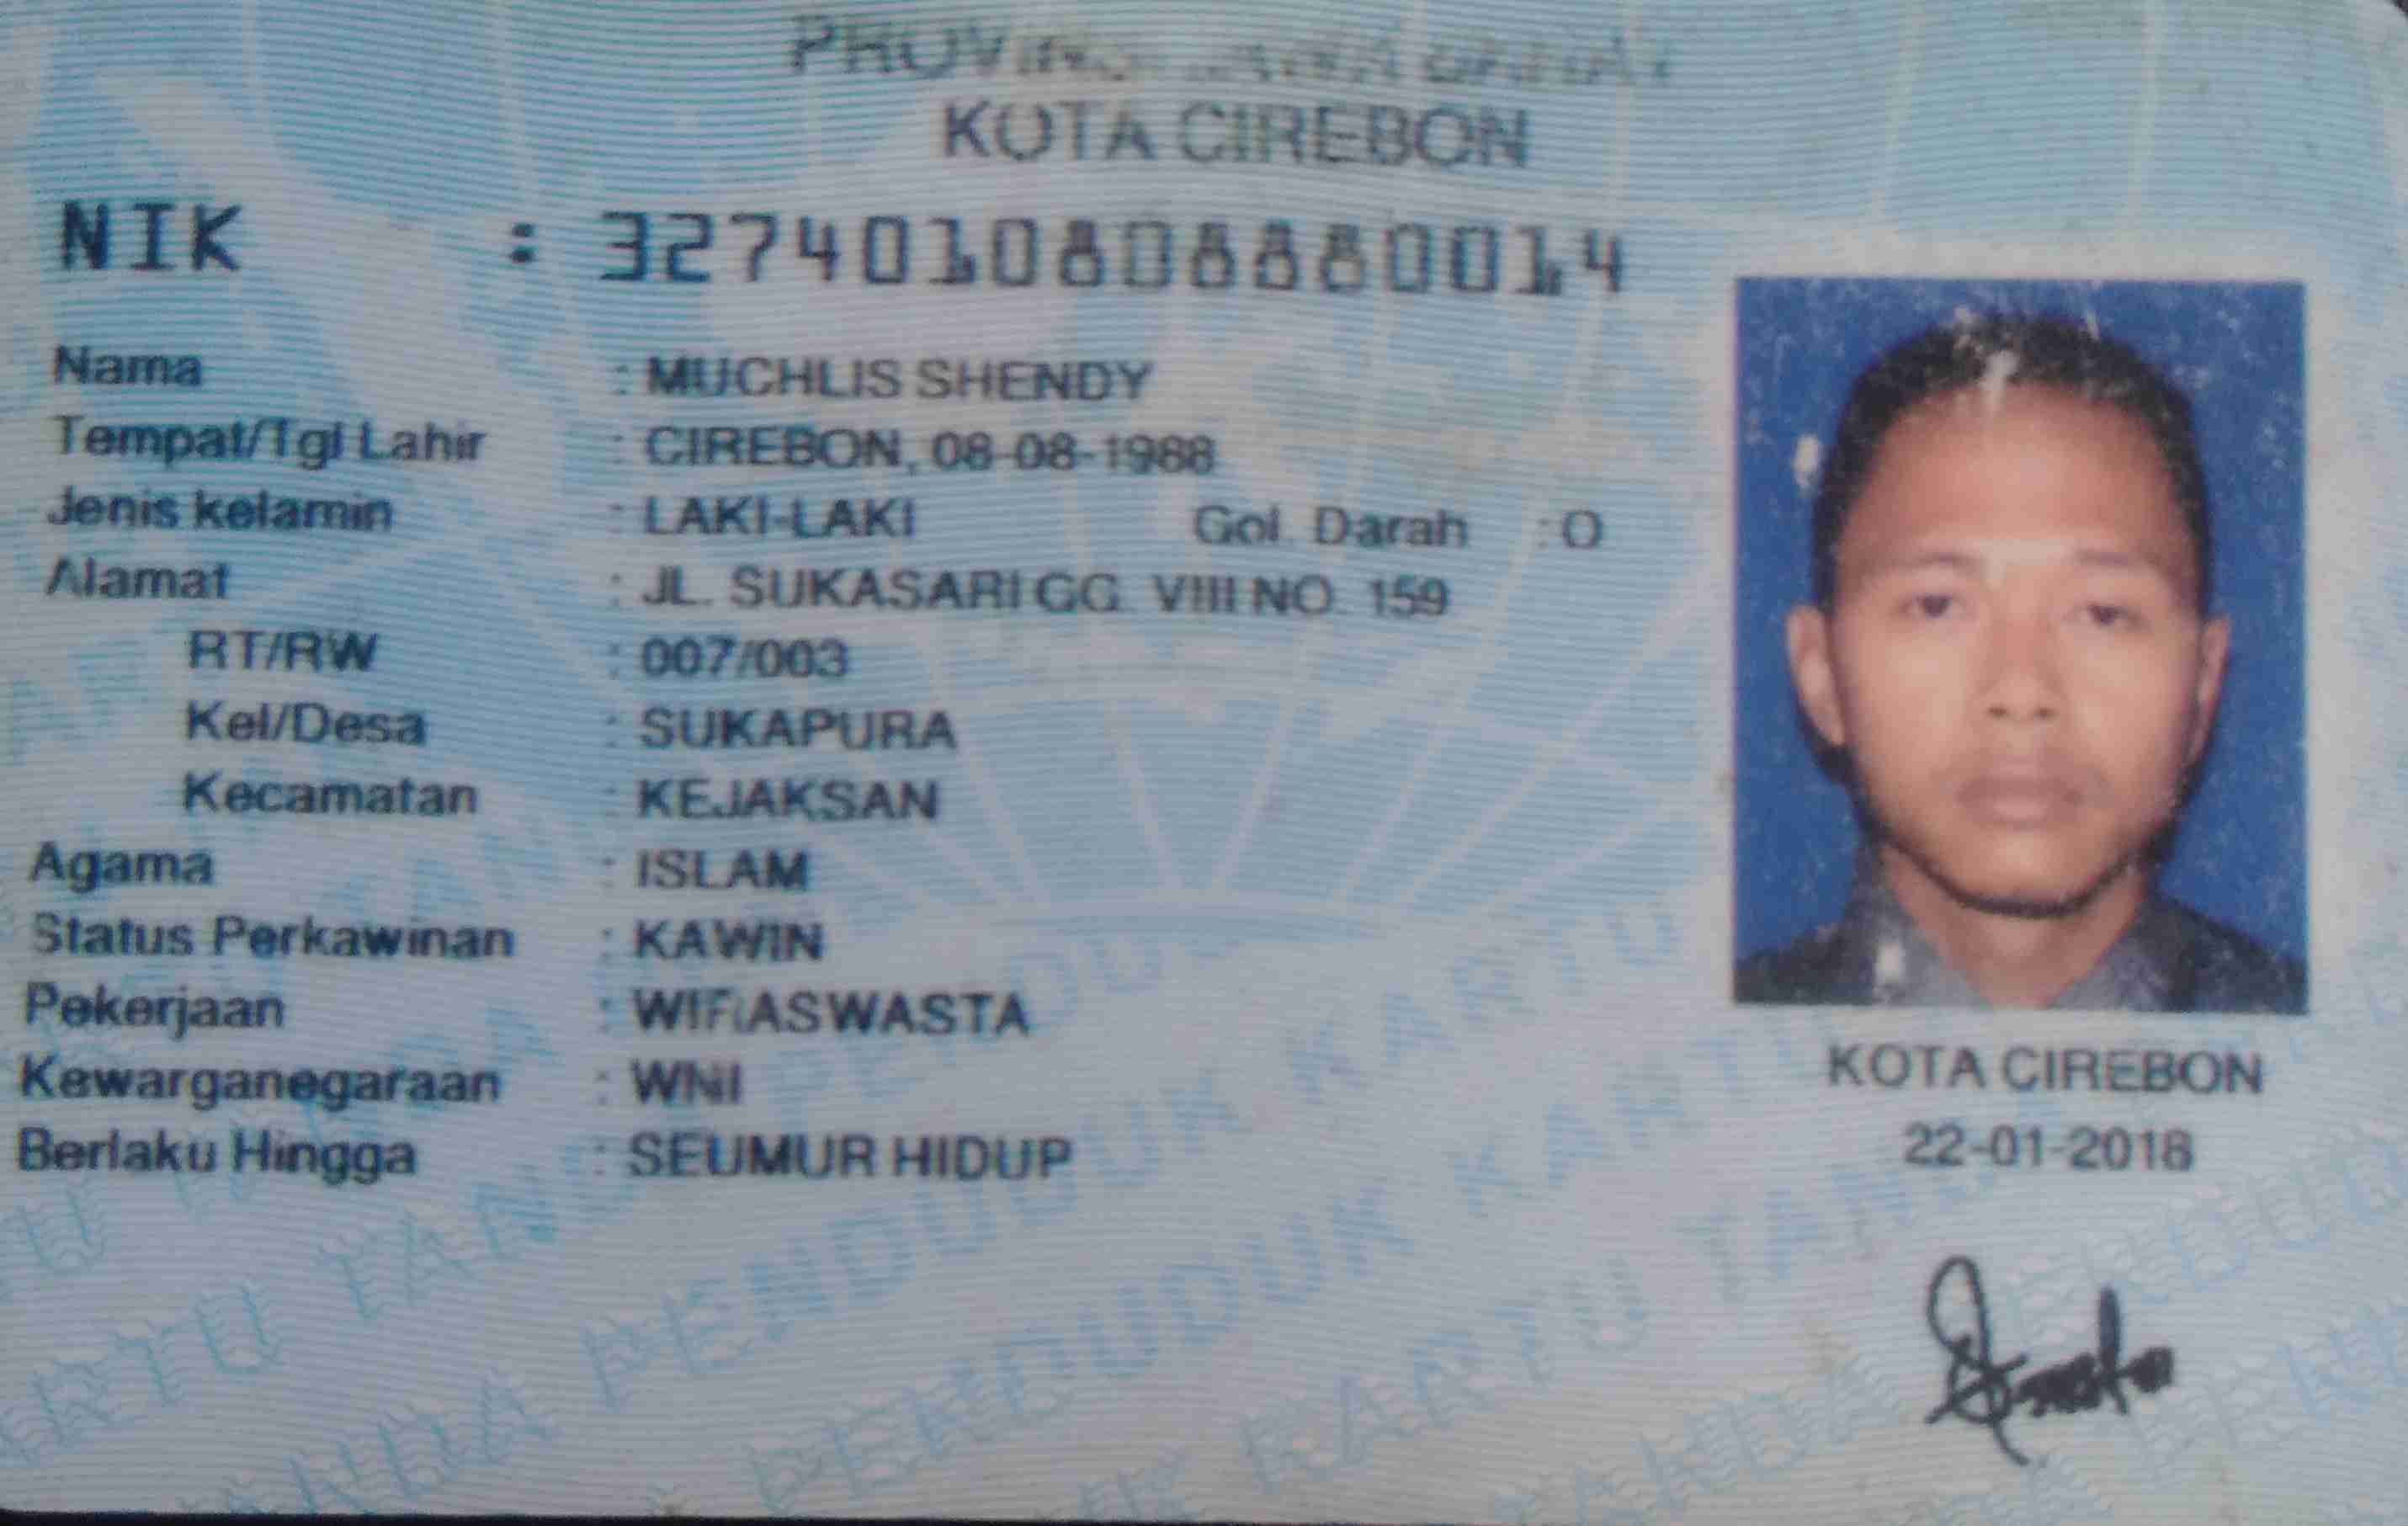 PROVINSI JAWA BARAT
KOTA CIREBON
NIK : 3274010808880014
Nama : MUCHLIS SHENDY
Tempat/Tgl Lahir : CIREBON, 08-08-1988
Jenis kelamin : LAKI-LAKI Gol. Darah : O
Alamat : JL. SUKASARI GG. VIII NO. 159
RT/RW : 007/003
Kel/Desa : SUKAPURA
Kecamatan : KEJAKSAN
Agama : ISLAM
Status Perkawinan : KAWIN
Pekerjaan : WIRASWASTA
Kewarganegaraan : WNI
Berlaku Hingga : SEUMUR HIDUP
KOTA CIREBON
22-01-2018